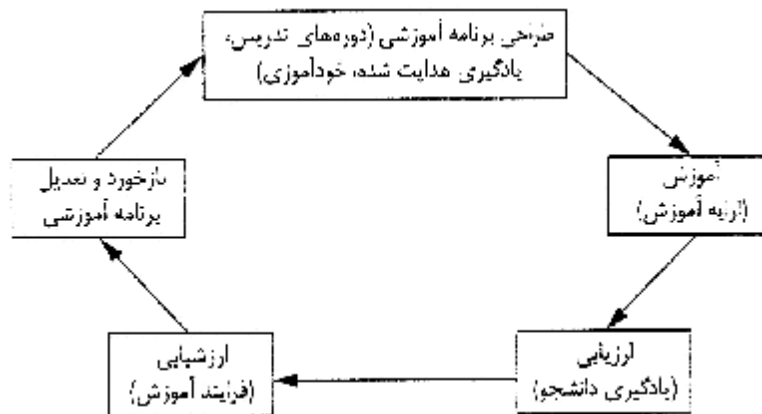 طراحی برنامه آموزشی (دوره‌های تدریس،
یادگیری هدایت شده، خودآموزی)
آموزش
(ارایه آموزش)
ارزیابی
(یادگیری دانشجو)
ارزشیابی
(فرایند آموزش)
بازخورد و تعدیل
برنامه آموزشی